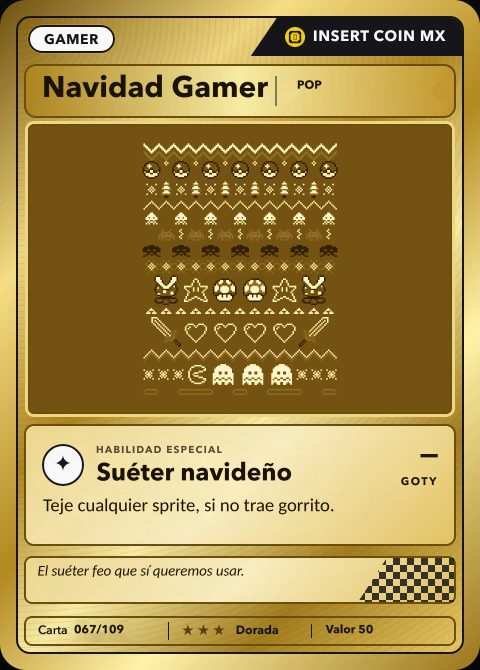 GAMER
INSERT COIN MX
Navidad Gamer
POP
HABILIDAD ESPECIAL
Suéter navideño
—
GOTY
Teje cualquier sprite, si no trae gorrito.
El suéter feo que sí queremos usar.
Carta 067/109
★★★ Dorada
Valor 50